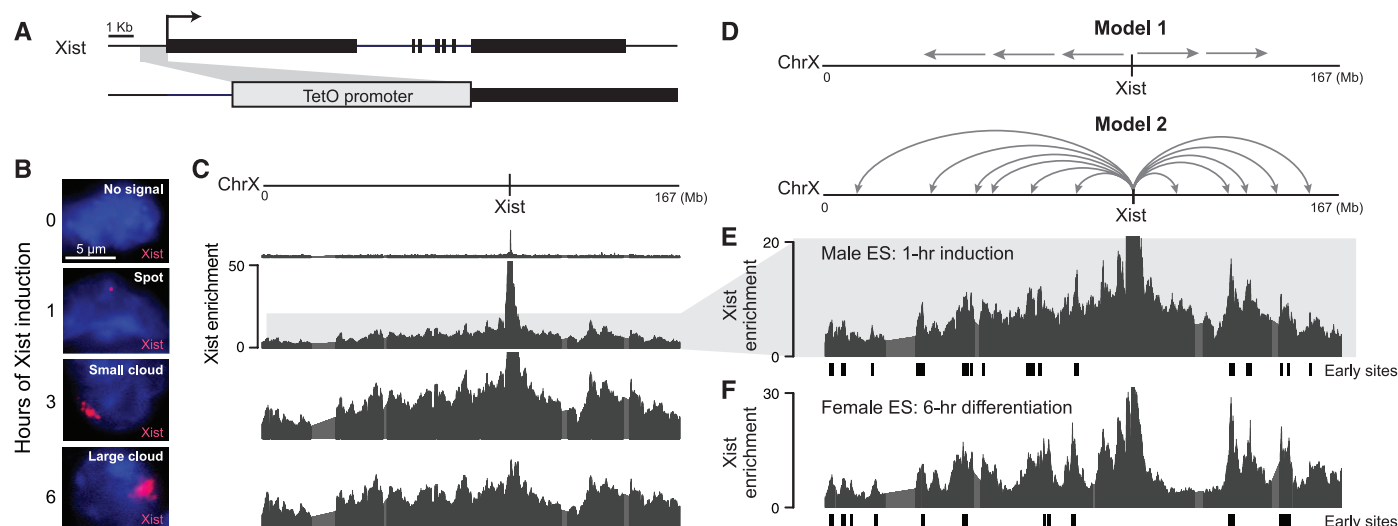 A
1 Kb
Xist
TetO promoter
B
Hours of Xist induction
0
No signal
5 µm
Xist
1
Spot
Xist
3
Small cloud
Xist
6
Large cloud
Xist
C
ChrX
0
Xist
167 (Mb)
Xist enrichment
50
0
D
Model 1
ChrX
0
Xist
167 (Mb)
Model 2
ChrX
0
Xist
167 (Mb)
E
Xist
enrichment
20
0
Male ES: 1-hr induction
Early sites
F
Xist
enrichment
30
0
Female ES: 6-hr differentiation
Early sites